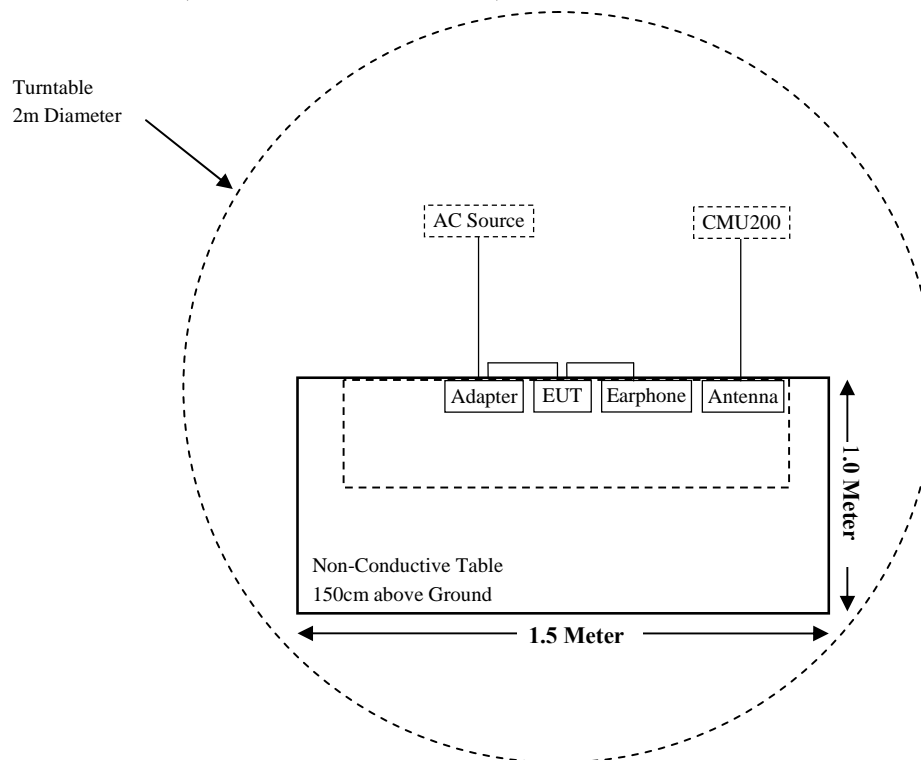 Turntable
2m Diameter
AC Source
CMU200
Adapter
EUT
Earphone
Antenna
1.0 Meter
Non-Conductive Table
150cm above Ground
1.5 Meter